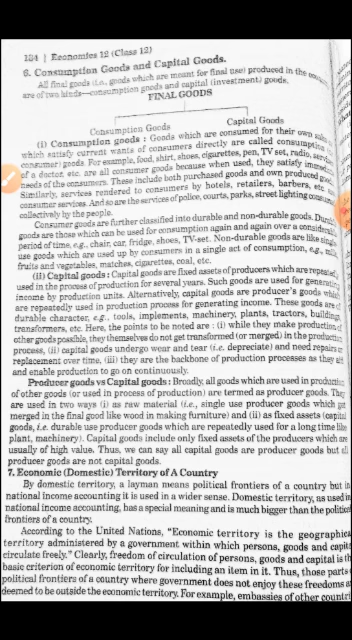 184 | Economics 12 (Class 12)
6. Consumption Goods and Capital Goods.
All final goods (i.e., goods which are meant for final use) produced in the
are of two kinds—consumption goods and capital (investment) goods.
FINAL GOODS
Consumption Goods Capital Goods
(i) Consumption goods : Goods which are consumed for their own
which satisfy current wants of consumers directly are called consumption
consumer) goods. For example, food, shirt, shoes, cigarettes, pen, TV set, radio,
of a doctor, etc. are all consumer goods because when used, they satisfy
needs of the consumers. These include both purchased goods and own produced
Similarly, services rendered to consumers by hotels, retailers, barbers, etc.
consumer services. And so are the services of police, courts, parks, street lighting
collectively by the people.
Consumer goods are further classified into durable and non-durable goods.
goods are those which can be used for consumption again and again over a
period of time, e.g., chair, car, fridge, shoes, TV-set. Non-durable goods are like
use goods which are used up by consumers in a single act of consumption, e.g.,
fruits and vegetables, matches, cigarettes, coal, etc.
(ii) Capital goods : Capital goods are fixed assets of producers which are
used in the process of production for several years. Such goods are used for
income by production units. Alternatively, capital goods are producer's goods
are repeatedly used in production process for generating income. These goods are
durable character, e.g., tools, implements, machinery, plants, tractors,
transformers, etc. Here, the points to be noted are : (i) while they make production
other goods possible, they themselves do not get transformed (or merged) in the
process, (ii) capital goods undergo wear and tear (i.e. depreciate) and need repairs
replacement over time, (iii) they are the backbone of production processes as they
and enable production to go on continuously.
Producer goods vs Capital goods : Broadly, all goods which are used in
of other goods (or used in process of production) are termed as producer goods. They
are used in two ways (i) as raw material (i.e., single use producer goods which get
merged in the final good like wood in making furniture) and (ii) as fixed assets (capital
goods, i.e. durable use producer goods which are repeatedly used for a long time like
plant, machinery). Capital goods include only fixed assets of the producers which are
usually of high value. Thus, we can say all capital goods are producer goods but all
producer goods are not capital goods.
7. Economic (Domestic) Territory of A Country
By domestic territory, a layman means political frontiers of a country but in
national income accounting it is used in a wider sense. Domestic territory, as used in
national income accounting, has a special meaning and is much bigger than the political
frontiers of a country.
According to the United Nations, “Economic territory is the geographical
territory administered by a government within which persons, goods and capital
circulate freely.” Clearly, freedom of circulation of persons, goods and capital is the
basic criterion of economic territory for including an item in it. Thus, those parts
political frontiers of a country where government does not enjoy these freedoms are
deemed to be outside the economic territory. For example, embassies of other